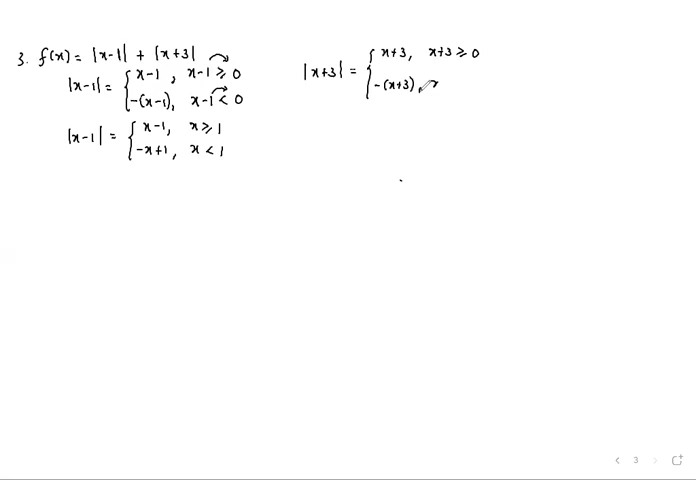 3. f(x) = |x-1| + |x+3|
|x-1| = { x-1, x-1 ≥ 0
-(x-1), x-1 < 0
|x-1| = { x-1, x ≥ 1
-x+1, x < 1
|x+3| = { x+3, x+3 ≥ 0
-(x+3),
< 3 >